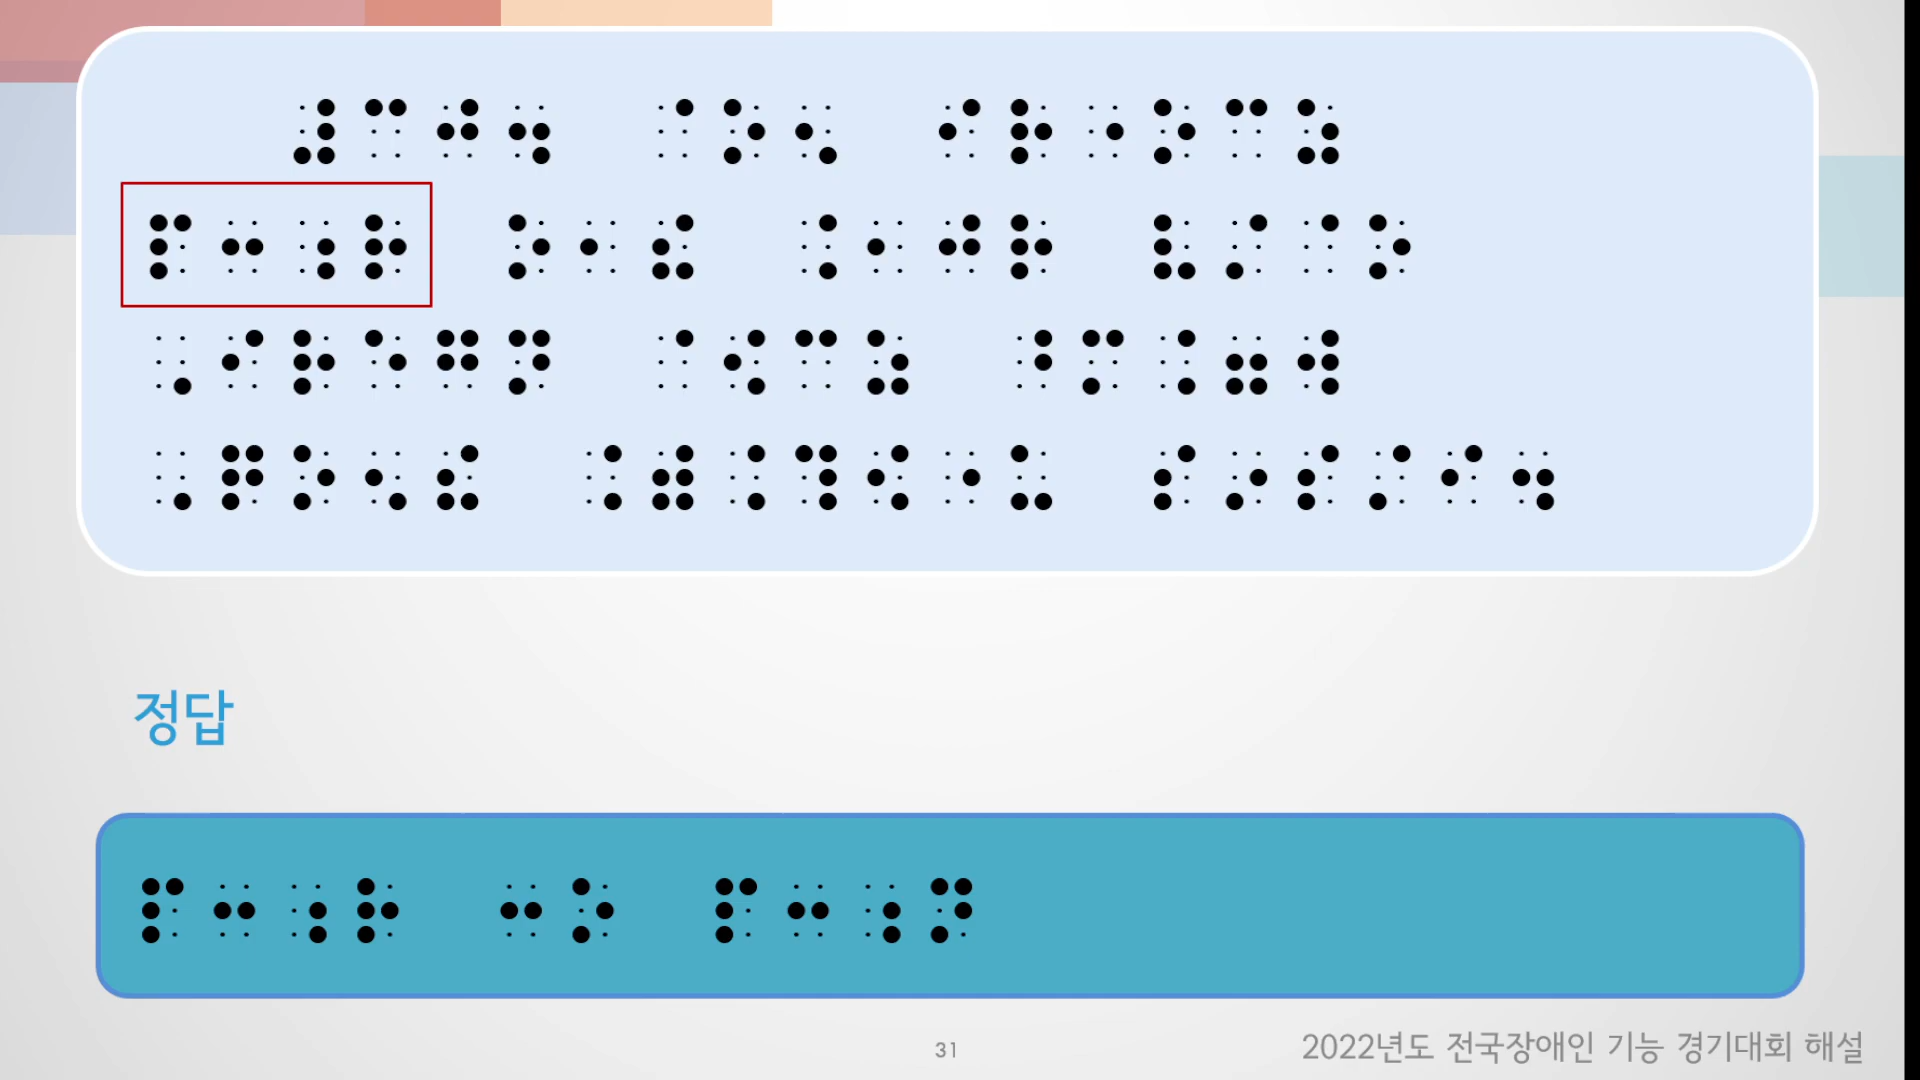 ⠼⠉⠚⠲ ⠈⠕⠢ ⠊⠗⠐⠕⠉⠵
⠏⠒⠰⠗ ⠕⠂⠮ ⠨⠂⠚⠗ ⠧⠌⠈⠕
⠠⠊⠗⠑⠛⠝ ⠈⠪⠉⠵ ⠘⠍⠨⠶⠺
⠠⠟⠕⠢⠮ ⠨⠾⠨⠹⠪⠐⠥ ⠎⠔⠎⠌⠊⠲
정답
⠏⠒⠰⠗ ⠒⠕ ⠏⠒⠰⠝
31
2022년도 전국장애인 기능 경기대회 해설